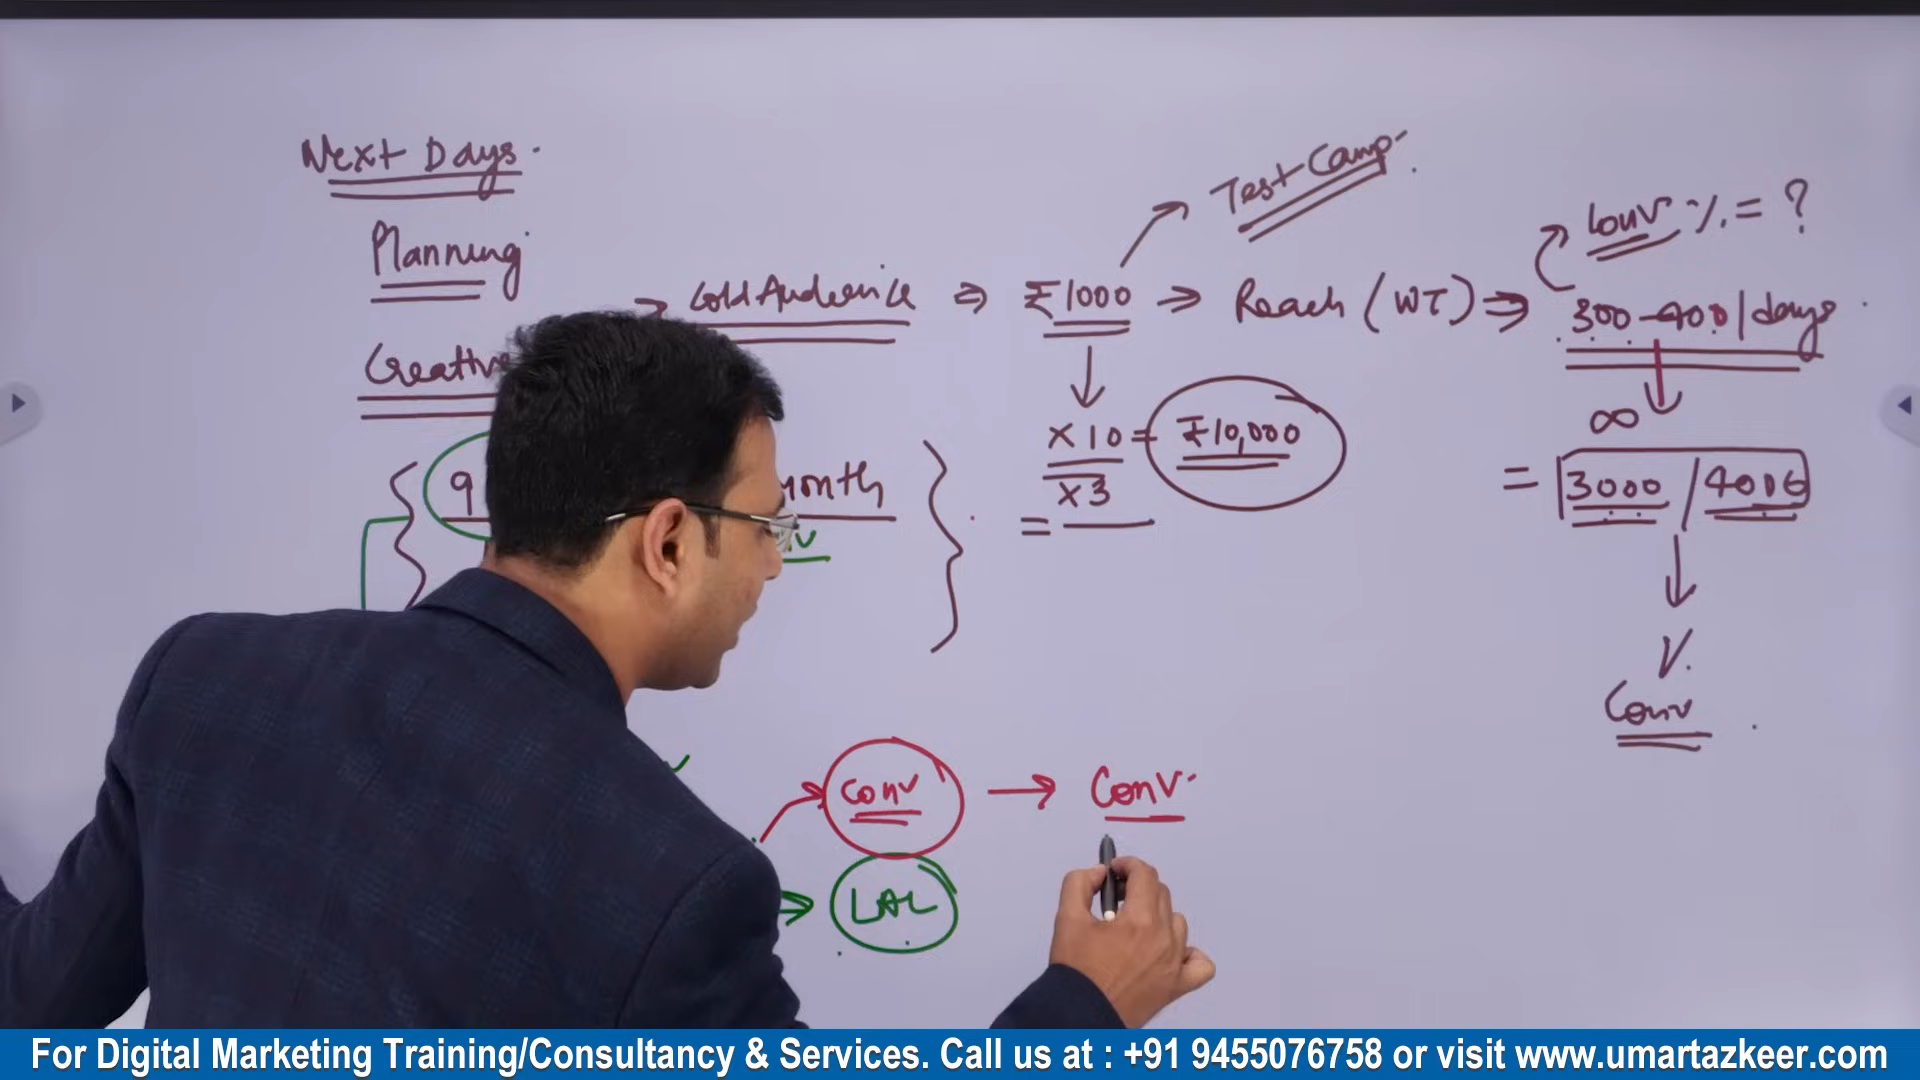 Next Days.
Planning
Creative
Cold Audience ⇒ ₹1000 → Reach (WT) ⇒ 300-400/days
Test Camp.
Conv % = ?
× 10 = ₹10,000
× 3
=
∞
= 3000 / 4000
V.
Conv
9
month
Conv → Conv.
LAL
For Digital Marketing Training/Consultancy & Services. Call us at : +91 9455076758 or visit www.umartazkeer.com